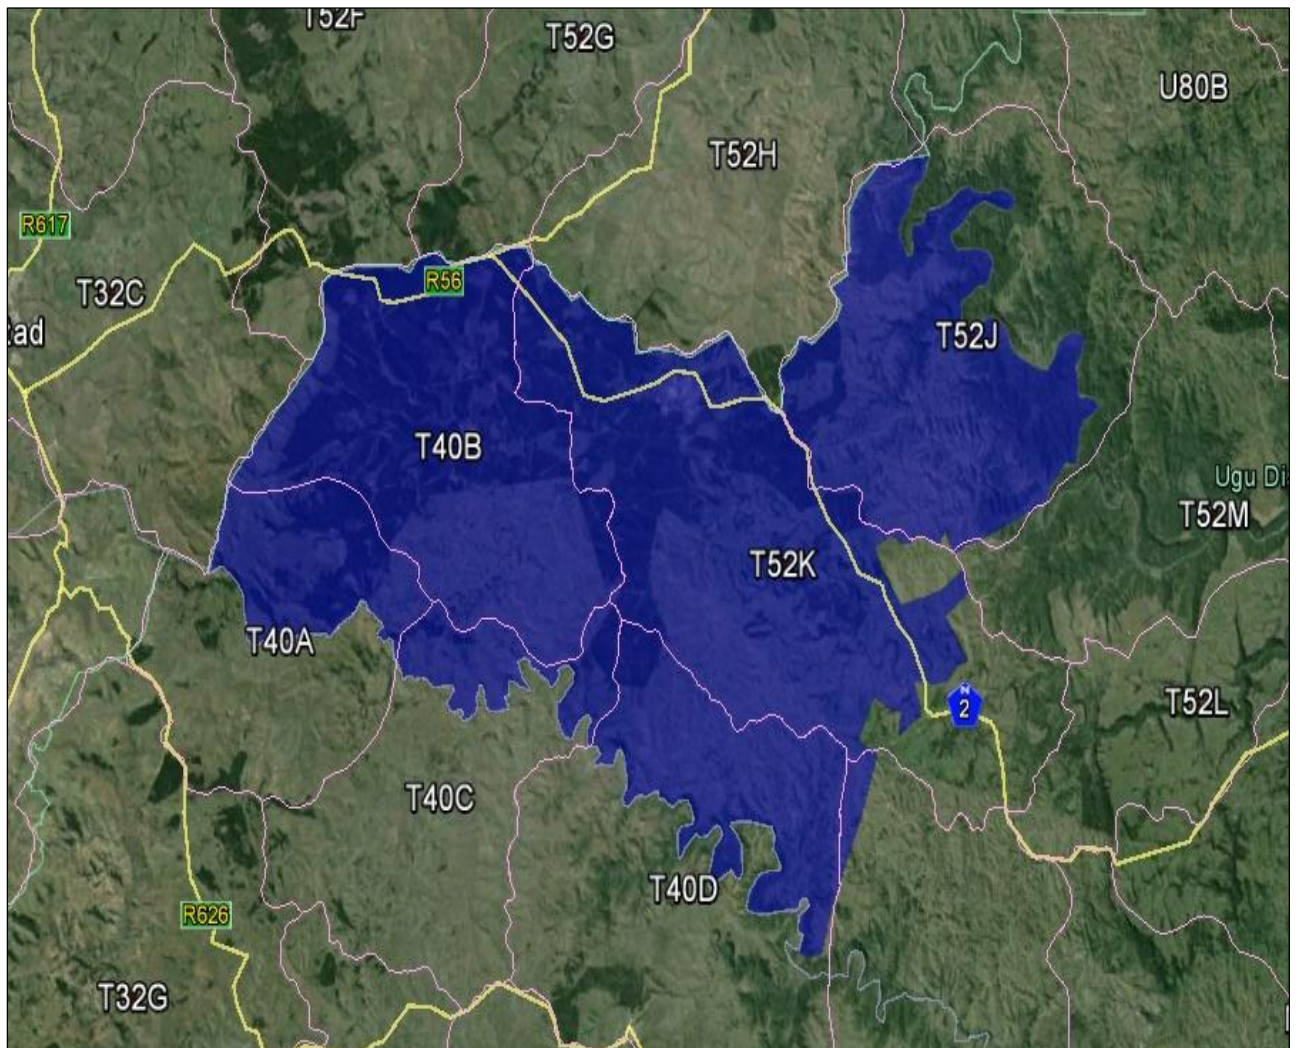 T52F
T52G
U80B
T52H
R617
R56
T32C
tad
T52J
T40B
Ugu Di
T52M
T52K
T40A
N
2
T52L
T40C
T40D
R626
T32G